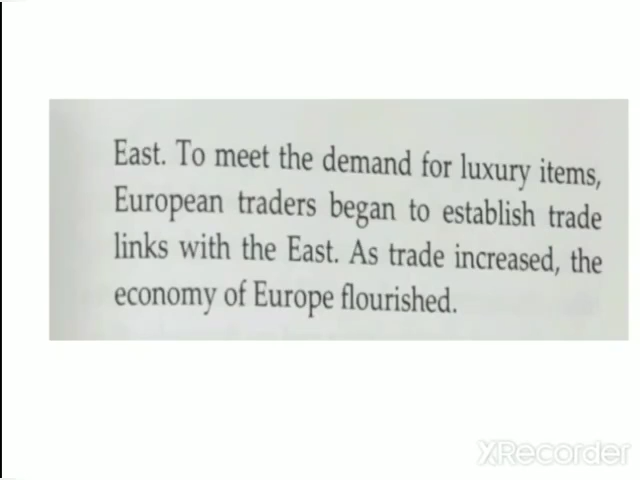 East. To meet the demand for luxury items,
European traders began to establish trade
links with the East. As trade increased, the
economy of Europe flourished.
XRecorder